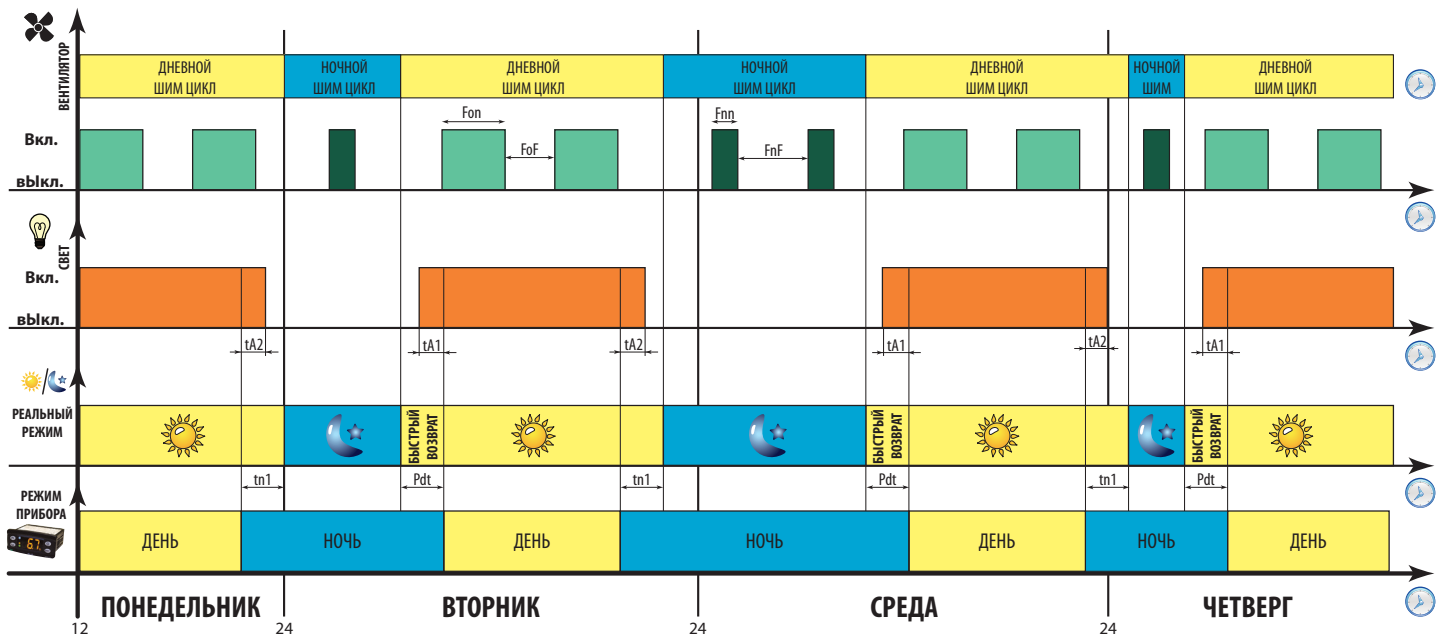 ВЕНТИЛЯТОР
ДНЕВНОЙ
ШИМ ЦИКЛ
НОЧНОЙ
ШИМ ЦИКЛ
ДНЕВНОЙ
ШИМ ЦИКЛ
НОЧНОЙ
ШИМ ЦИКЛ
ДНЕВНОЙ
ШИМ ЦИКЛ
НОЧНОЙ
ШИМ
ДНЕВНОЙ
ШИМ ЦИКЛ
Fon
FoF
Fnn
FnF
Вкл.
вЫкл.
СВЕТ
Вкл.
вЫкл.
tA2
tA1
tA2
tA1
tA2
tA1
РЕАЛЬНЫЙ
РЕЖИМ
БЫСТРЫЙ
ВОЗВРАТ
БЫСТРЫЙ
ВОЗВРАТ
БЫСТРЫЙ
ВОЗВРАТ
tn1
Pdt
tn1
Pdt
tn1
Pdt
РЕЖИМ
ПРИБОРА
6.7.
ДЕНЬ
НОЧЬ
ДЕНЬ
НОЧЬ
ДЕНЬ
НОЧЬ
ДЕНЬ
ПОНЕДЕЛЬНИК
ВТОРНИК
СРЕДА
ЧЕТВЕРГ
12
24
24
24